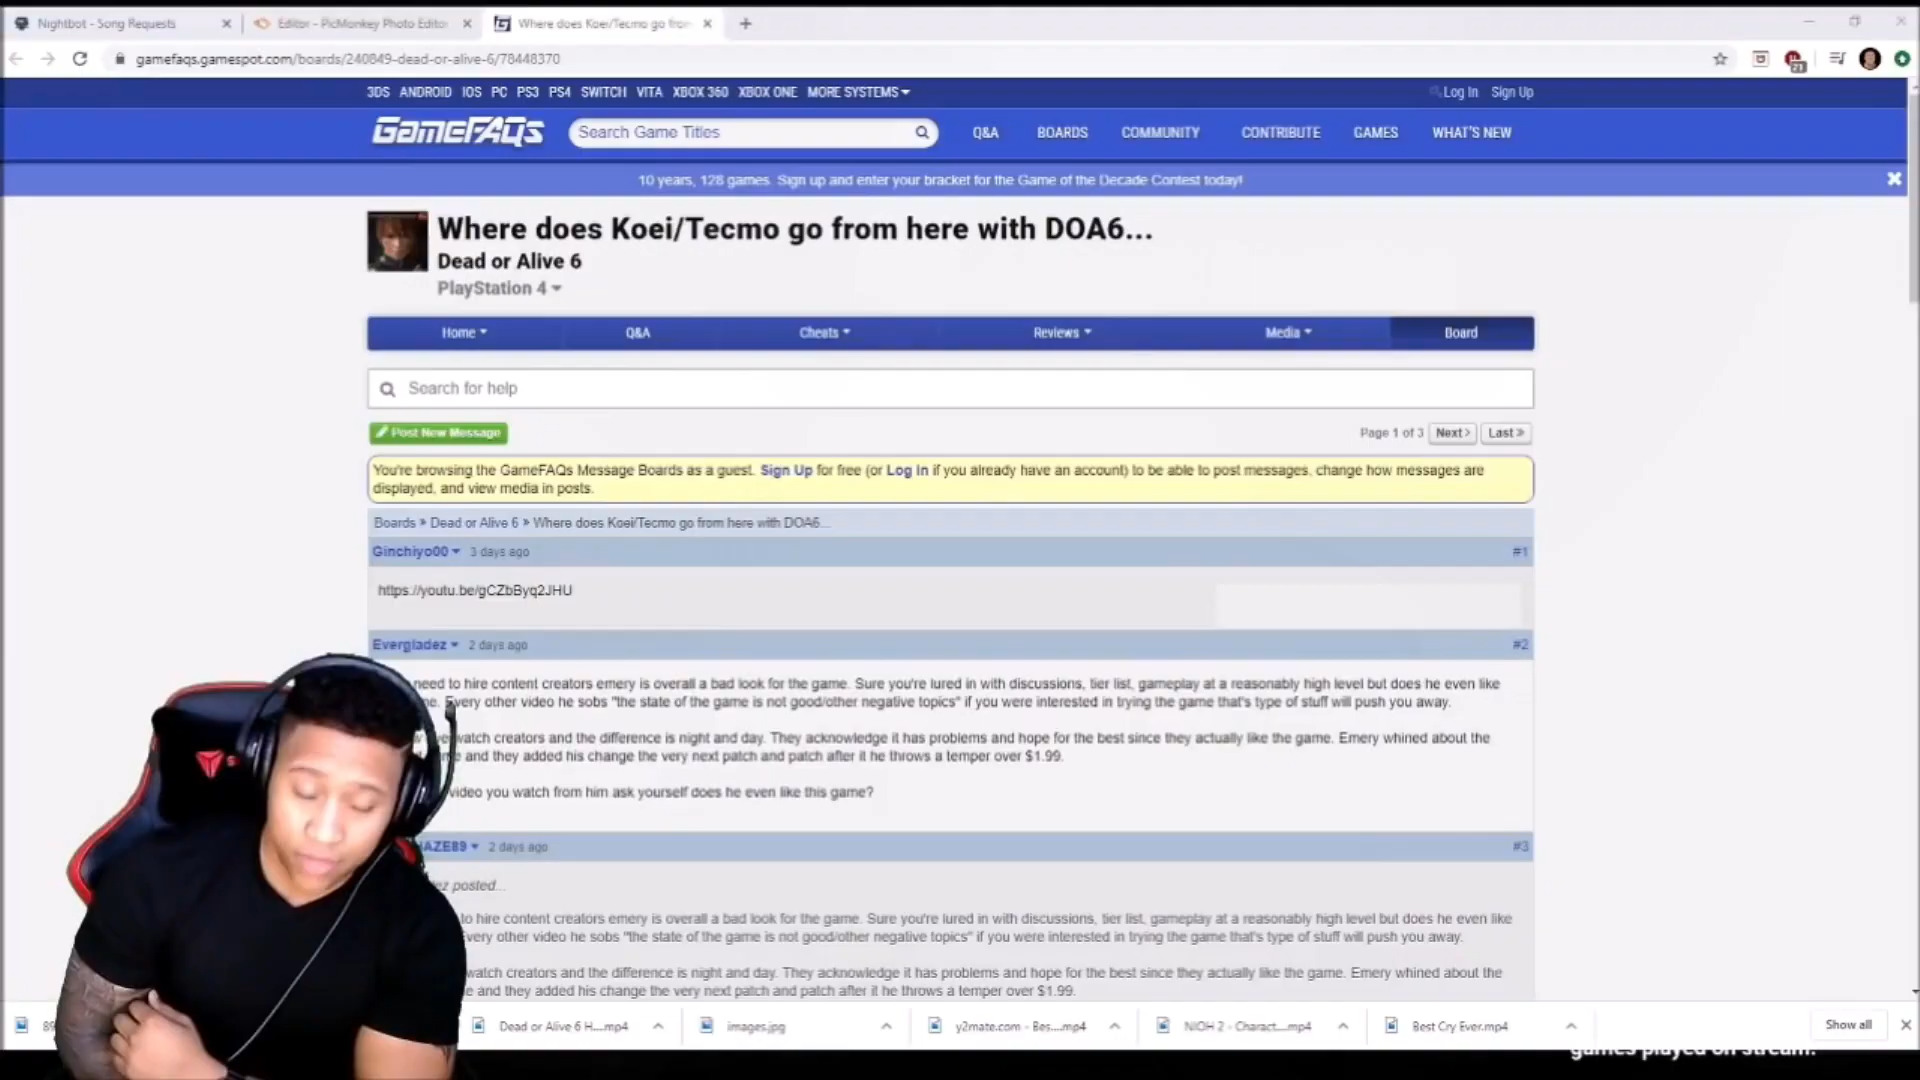 Nightbot - Song Requests
Editor - PicMonkey Photo Editor
Where does Koei/Tecmo go from
gamefaqs.gamespot.com/boards/240849-dead-or-alive-6/78448370
21
3DS ANDROID IOS PC PS3 PS4 SWITCH VITA XBOX 360 XBOX ONE MORE SYSTEMS
Log In Sign Up
GameFAQs
Search Game Titles
Q&A BOARDS COMMUNITY CONTRIBUTE GAMES WHAT'S NEW
10 years, 128 games. Sign up and enter your bracket for the Game of the Decade Contest today!
Where does Koei/Tecmo go from here with DOA6...
Dead or Alive 6
PlayStation 4
Home Q&A Cheats Reviews Media Board
Search for help
Post New Message
Page 1 of 3 Next> Last »
You're browsing the GameFAQs Message Boards as a guest. Sign Up for free (or Log In if you already have an account) to be able to post messages, change how messages are
displayed, and view media in posts.
Boards » Dead or Alive 6 » Where does Koei/Tecmo go from here with DOA6...
Ginchiyo00 3 days ago #1
https://youtu.be/gCZbByq2JHU
Evergladez 2 days ago #2
need to hire content creators emery is overall a bad look for the game. Sure you're lured in with discussions, tier list, gameplay at a reasonably high level but does he even like
Every other video he sobs "the state of the game is not good/other negative topics" if you were interested in trying the game that's type of stuff will push you away.
watch creators and the difference is night and day. They acknowledge it has problems and hope for the best since they actually like the game. Emery whined about the
and they added his change the very next patch and patch after it he throws a temper over $1.99.
video you watch from him ask yourself does he even like this game?
AZE89 2 days ago #3
ez posted...
to hire content creators emery is overall a bad look for the game. Sure you're lured in with discussions, tier list, gameplay at a reasonably high level but does he even like
Every other video he sobs "the state of the game is not good/other negative topics" if you were interested in trying the game that's type of stuff will push you away.
watch creators and the difference is night and day. They acknowledge it has problems and hope for the best since they actually like the game. Emery whined about the
e and they added his change the very next patch and patch after it he throws a temper over $1.99.
Dead or Alive 6 H....mp4
images.jpg
y2mate.com - Bes....mp4
NIOH 2 - Charact....mp4
Best Cry Ever.mp4
Show all
games played on stream.